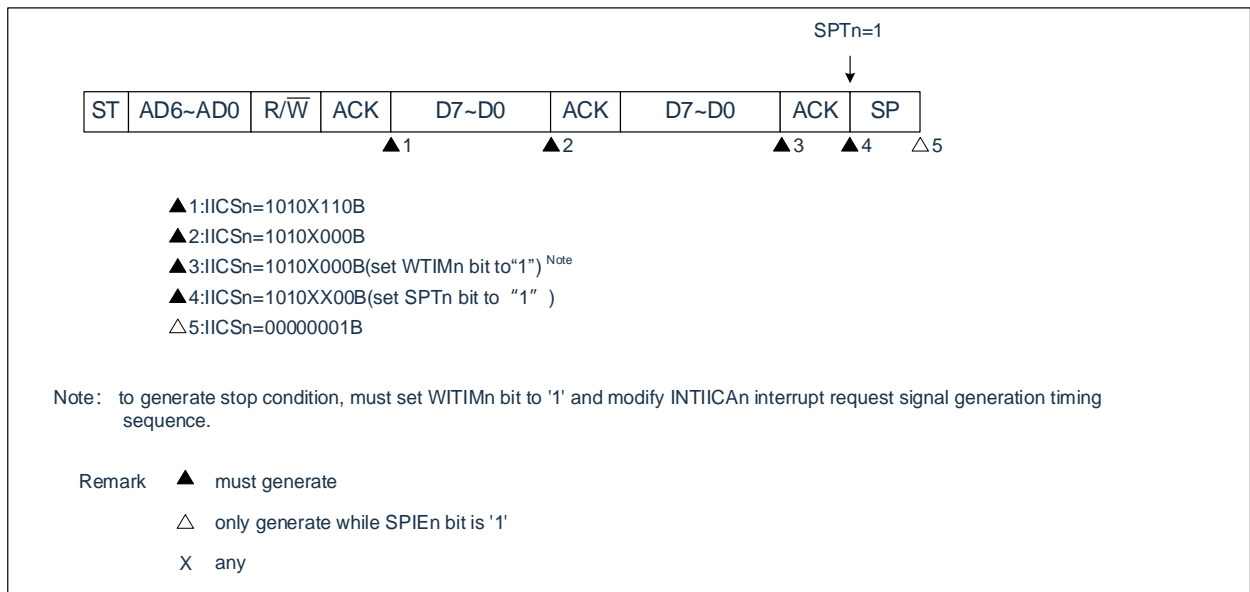 SPTn=1
ST AD6~AD0 R/W ACK D7~D0 ACK D7~D0 ACK SP
▲1 ▲2 ▲3 ▲4 △5
▲1:IICSn=1010X110B
▲2:IICSn=1010X000B
▲3:IICSn=1010X000B(set WTIMn bit to“1”) Note
▲4:IICSn=1010XX00B(set SPTn bit to “1” )
△5:IICSn=00000001B
Note: to generate stop condition, must set WITIMn bit to '1' and modify INTIICAn interrupt request signal generation timing
sequence.
Remark ▲ must generate
△ only generate while SPIEn bit is '1'
X any